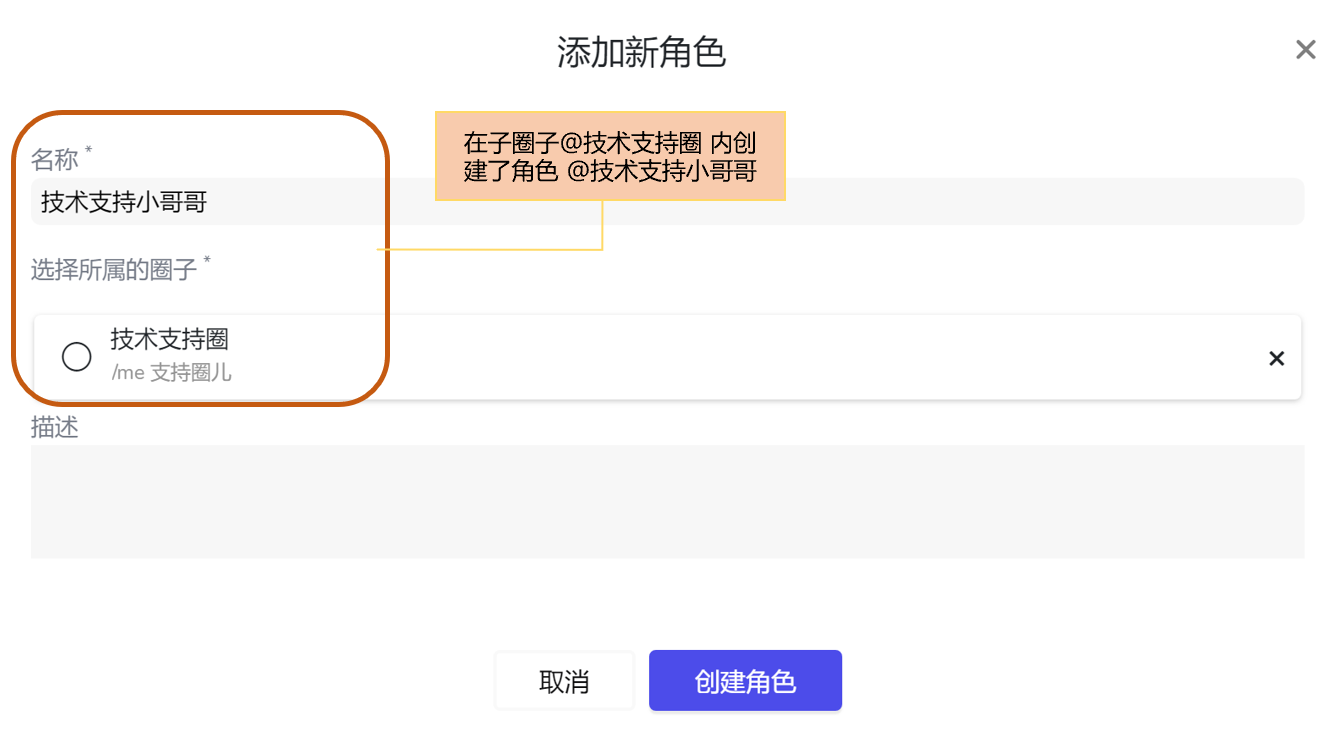 添加新角色
×
在子圈子@技术支持圈 内创
建了角色 @技术支持小哥哥
名称 *
技术支持小哥哥
选择所属的圈子 *
技术支持圈
/me 支持圈儿
×
描述
取消
创建角色